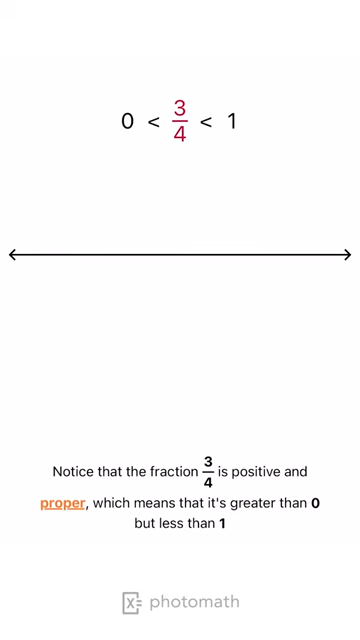 0 < 3/4 < 1
Notice that the fraction 3/4 is positive and
proper, which means that it's greater than 0
but less than 1
photomath